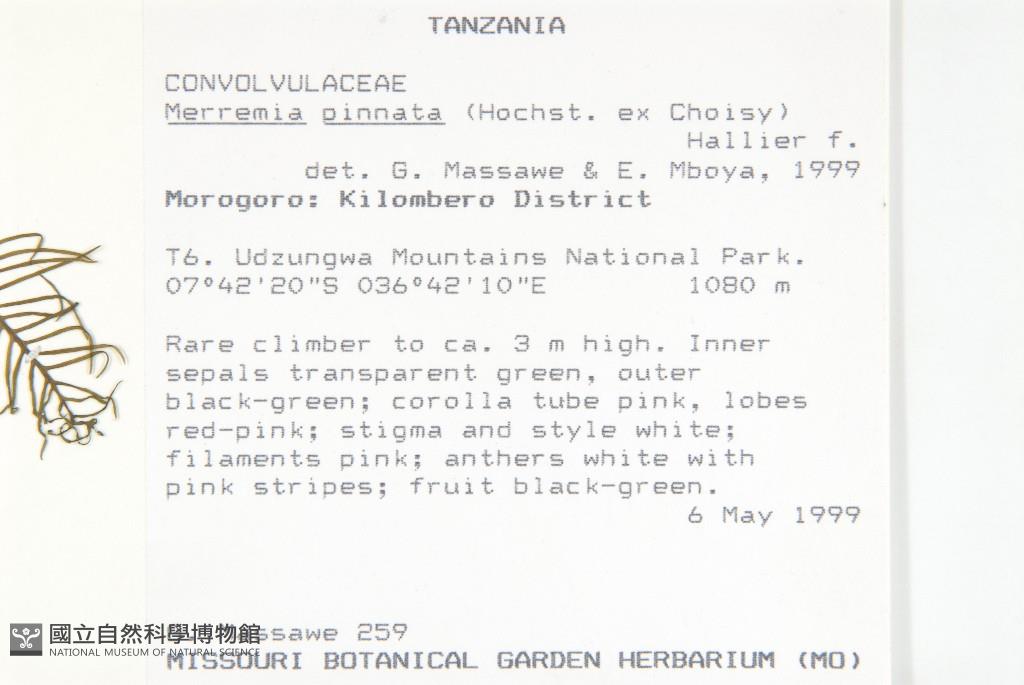 TANZANIA
CONVOLVULACEAE
Merremia pinnata (Hochst. ex Choisy)
Hallier f.
det. G. Massawe & E. Mboya, 1999
Morogoro: Kilombero District
T6. Udzungwa Mountains National Park.
07°42'20"S 036°42'10"E 1080 m
Rare climber to ca. 3 m high. Inner
sepals transparent green, outer
black-green; corolla tube pink, lobes
red-pink; stigma and style white;
filaments pink; anthers white with
pink stripes; fruit black-green.
6 May 1999
Massawe 259
國立自然科學博物館
NATIONAL MUSEUM OF NATURAL SCIENCE
MISSOURI BOTANICAL GARDEN HERBARIUM (MO)